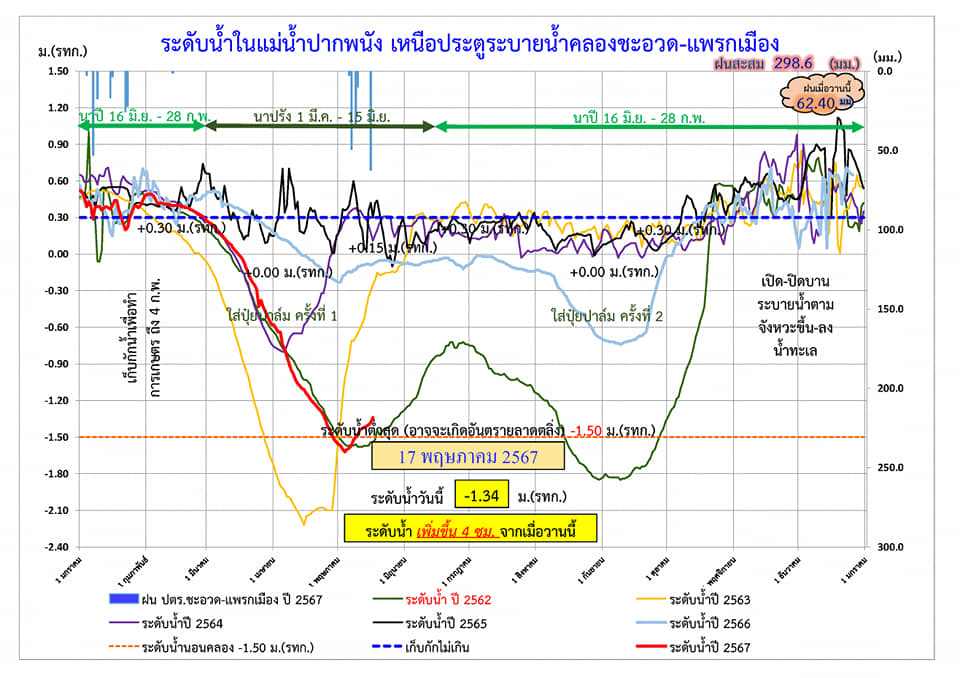 ระดับน้ำในแม่น้ำปากพนัง เหนือประตูระบายน้ำคลองชะอวด-แพรกเมือง
ม.(รทก.)
(มม.)
ฝนสะสม 298.6 (มม.)
ฝนเมื่อวานนี้
62.40 มม
นาปี 16 มิ.ย. - 28 ก.พ.
นาปรัง 1 มี.ค. - 15 มิ.ย.
นาปี 16 มิ.ย. - 28 ก.พ.
1.50
1.20
0.90
0.60
0.30
0.00
-0.30
-0.60
-0.90
-1.20
-1.50
-1.80
-2.10
-2.40
0.0
50.0
100.0
150.0
200.0
250.0
300.0
+0.30 ม.(รทก.)
+0.30 ม.(รทก.)
+0.30 ม.(รทก.)
+0.15 ม.(รทก.)
+0.00 ม.(รทก.)
+0.00 ม.(รทก.)
เก็บกักน้ำเพื่อทำ
การเกษตร ถึง 4 ก.พ.
ใส่ปุ๋ยปาล์ม ครั้งที่ 1
ใส่ปุ๋ยปาล์ม ครั้งที่ 2
เปิด-ปิดบาน
ระบายน้ำตาม
จังหวะขึ้น-ลง
น้ำทะเล
ระดับน้ำต่ำสุด (อาจจะเกิดอันตรายลาดตลิ่ง) -1.50 ม.(รทก.)
17 พฤษภาคม 2567
ระดับน้ำวันนี้ -1.34 ม.(รทก.)
ระดับน้ำ เพิ่มขึ้น 4 ซม. จากเมื่อวานนี้
1 มกราคม
1 กุมภาพันธ์
1 มีนาคม
1 เมษายน
1 พฤษภาคม
1 มิถุนายน
1 กรกฎาคม
1 สิงหาคม
1 กันยายน
1 ตุลาคม
1 พฤศจิกายน
1 ธันวาคม
1 มกราคม
ฝน ปตร.ชะอวด-แพรกเมือง ปี 2567
ระดับน้ำ ปี 2562
ระดับน้ำปี 2563
ระดับน้ำปี 2564
ระดับน้ำปี 2565
ระดับน้ำปี 2566
ระดับน้ำนอนคลอง -1.50 ม.(รทก.)
เก็บกักไม่เกิน
ระดับน้ำปี 2567